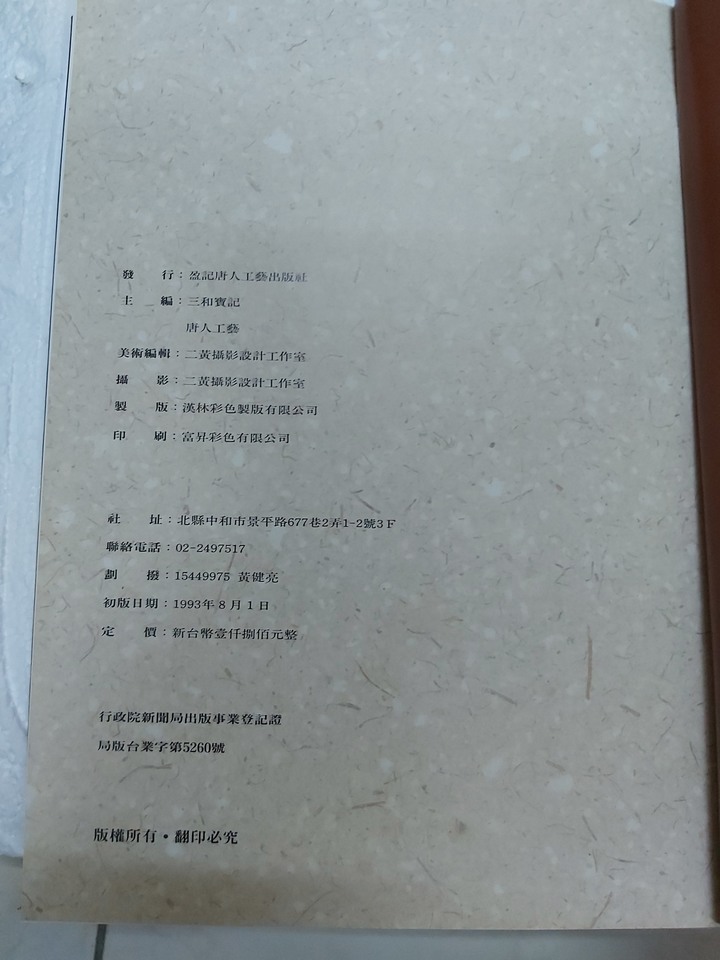 發　　行：盈記唐人工藝出版社
主　　編：三和寶記
唐人工藝
美術編輯：二黃攝影設計工作室
攝　　影：二黃攝影設計工作室
製　　版：漢林彩色製版有限公司
印　　刷：富昇彩色有限公司
社　　址：北縣中和市景平路677巷2弄1-2號3F
聯絡電話：02-2497517
劃　　撥：15449975 黃健亮
初版日期：1993年8月1日
定　　價：新台幣壹仟捌佰元整
行政院新聞局出版事業登記證
局版台業字第5260號
版權所有・翻印必究